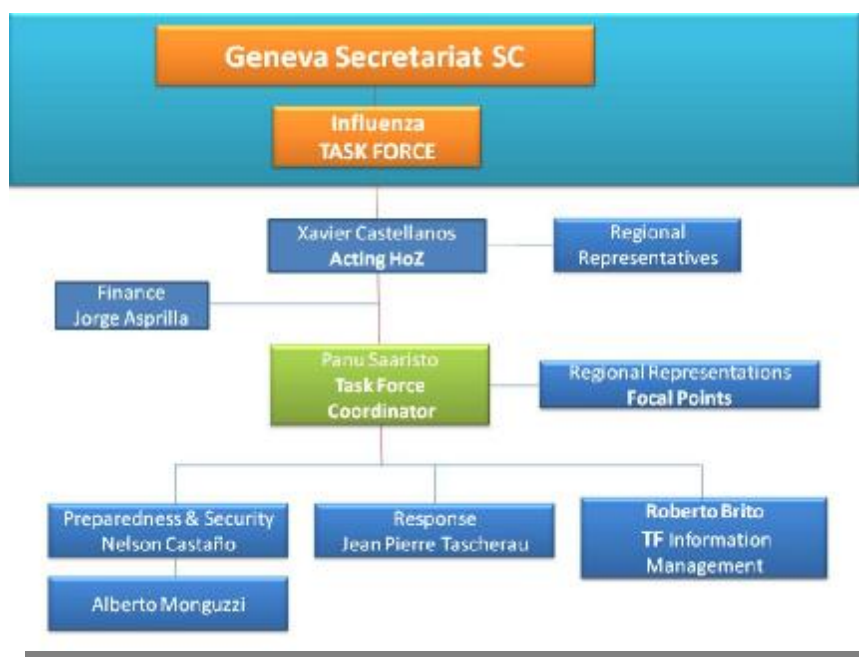 Geneva Secretariat SC
Influenza
TASK FORCE
Xavier Castellanos
Acting HoZ
Regional
Representatives
Finance
Jorge Asprilla
Panu Saaristo
Task Force
Coordinator
Regional Representations
Focal Points
Preparedness & Security
Nelson Castaño
Response
Jean Pierre Tascherau
Roberto Brito
TF Information
Management
Alberto Monguzzi